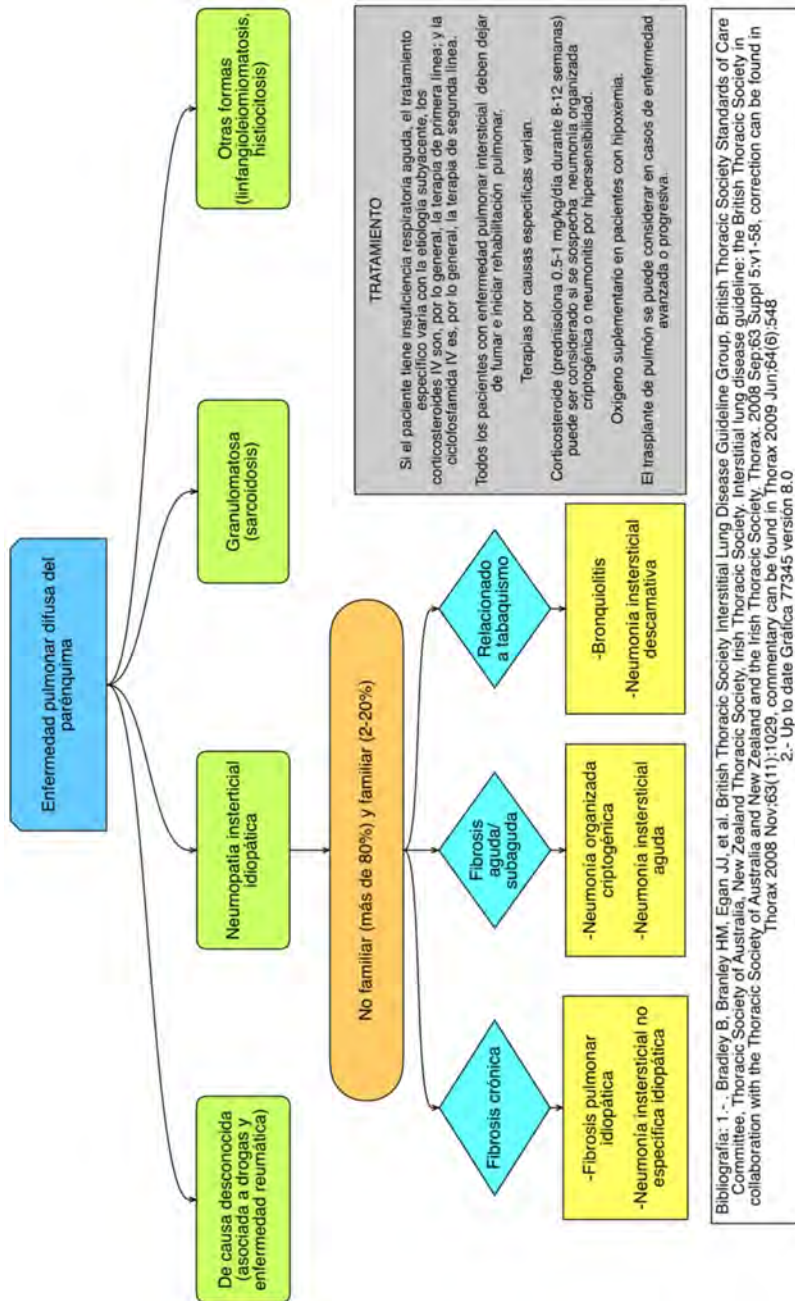 Enfermedad pulmonar difusa del
parénquima
De causa desconocida
(asociada a drogas y
enfermedad reumática)
Neumopatía insterticial
idiopática
Granulomatosa
(sarcoidosis)
Otras formas
(linfangioleiomiomatosis,
histiocitosis)
No familiar (más de 80%) y familiar (2-20%)
Fibrosis crónica
Fibrosis
aguda/
subaguda
Relacionado
a tabaquismo
-Fibrosis pulmonar
idiopática
-Neumonía instersticial no
específica idiopática
-Neumonía organizada
criptogénica
-Neumonía instersticial
aguda
-Bronquiolitis
-Neumonía instersticial
descamativa
TRATAMIENTO
Si el paciente tiene insuficiencia respiratoria aguda, el tratamiento
específico varía con la etiología subyacente, los
corticosteroides IV son, por lo general, la terapia de primera línea; y la
ciclofosfamida IV es, por lo general, la terapia de segunda línea.
Todos los pacientes con enfermedad pulmonar intersticial deben dejar
de fumar e iniciar rehabilitación pulmonar.
Terapias por causas específicas varían.
Corticosteroide (prednisolona 0.5-1 mg/kg/día durante 8-12 semanas)
puede ser considerado si se sospecha neumonía organizada
criptogénica o neumonitis por hipersensibilidad.
Oxígeno suplementario en pacientes con hipoxemia.
El trasplante de pulmón se puede considerar en casos de enfermedad
avanzada o progresiva.
Bibliografía: 1.-, Bradley B, Branley HM, Egan JJ, et al. British Thoracic Society Interstitial Lung Disease Guideline Group, British Thoracic Society Standards of Care
Committee, Thoracic Society of Australia, New Zealand Thoracic Society, Irish Thoracic Society. Interstitial lung disease guideline: the British Thoracic Society in
collaboration with the Thoracic Society of Australia and New Zealand and the Irish Thoracic Society. Thorax. 2008 Sep;63 Suppl 5:v1-58, correction can be found in
Thorax 2008 Nov;63(11):1029, commentary can be found in Thorax 2009 Jun;64(6):548
2.- Up to date Gráfica 77345 versión 8.0